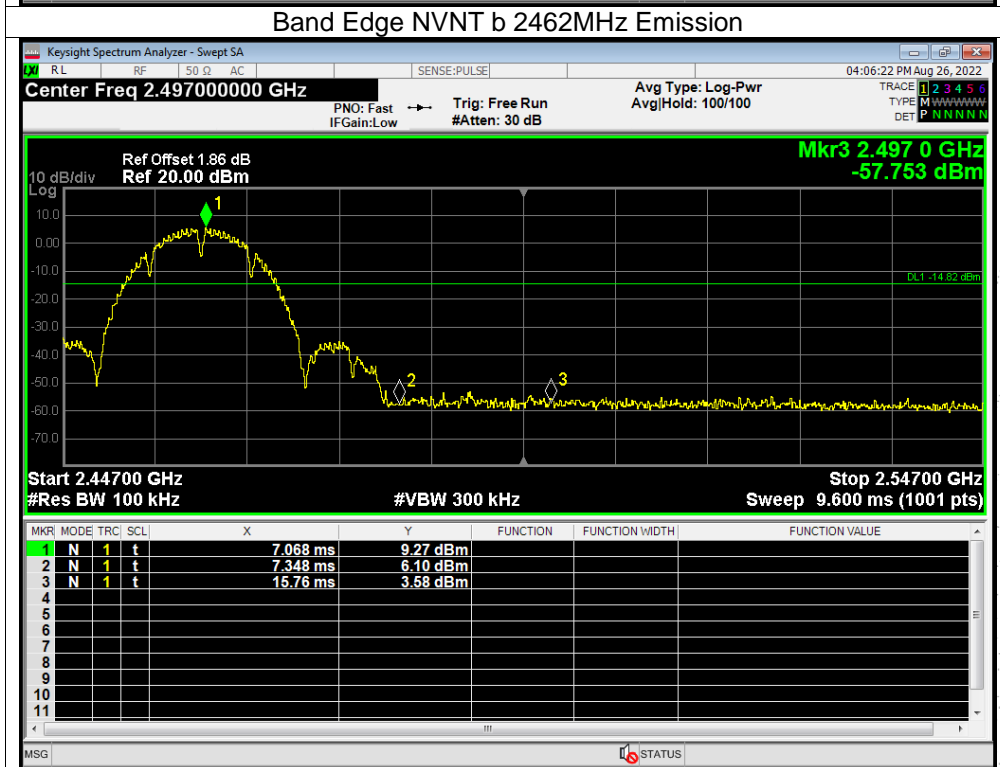 Band Edge NVNT b 2462MHz Emission
Keysight Spectrum Analyzer - Swept SA
LXI RL RF 50 Ω AC SENSE:PULSE 04:06:22 PM Aug 26, 2022
Center Freq 2.497000000 GHz Avg Type: Log-Pwr TRACE 1 2 3 4 5 6
PNO: Fast Trig: Free Run Avg|Hold: 100/100 TYPE M WWWWW
IFGain:Low #Atten: 30 dB DET P N N N N N
Mkr3 2.497 0 GHz
Ref Offset 1.86 dB
10 dB/div Ref 20.00 dBm -57.753 dBm
Log
1
10.0
0.00
-10.0
DL1 -14.82 dBm
-20.0
-30.0
-40.0
-50.0
2 3
-60.0
-70.0
Start 2.44700 GHz Stop 2.54700 GHz
#Res BW 100 kHz #VBW 300 kHz Sweep 9.600 ms (1001 pts)
MKR MODE TRC SCL X Y FUNCTION FUNCTION WIDTH FUNCTION VALUE
1 N 1 t 7.068 ms 9.27 dBm
2 N 1 t 7.348 ms 6.10 dBm
3 N 1 t 15.76 ms 3.58 dBm
4
5
6
7
8
9
10
11
MSG STATUS